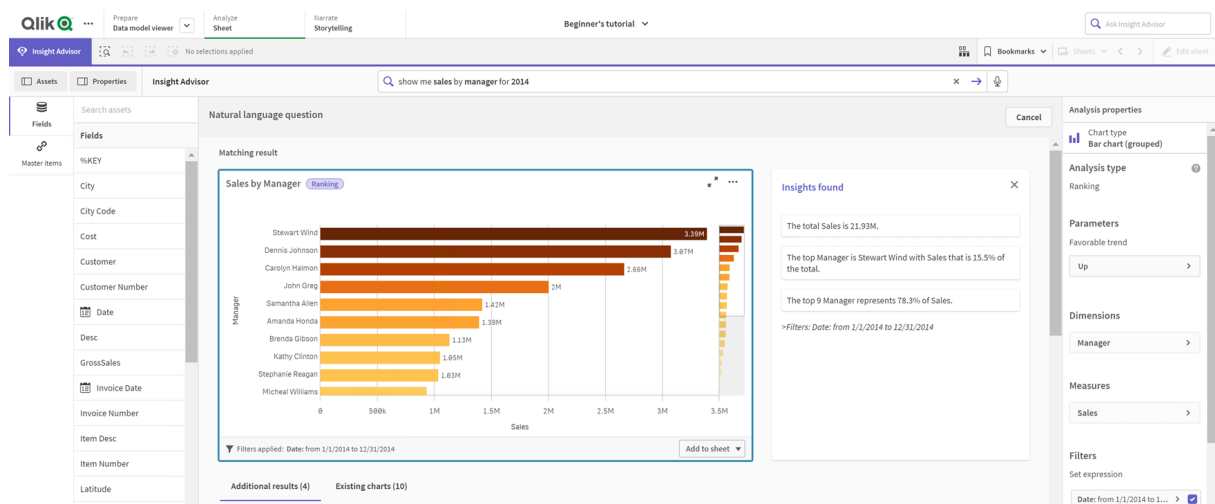 Qlik
Prepare
Data model viewer
Analyze
Sheet
Narrate
Storytelling
Beginner's tutorial
Ask Insight Advisor
Insight Advisor
No selections applied
Bookmarks
Sheets
Edit sheet
Assets
Properties
Insight Advisor
show me sales by manager for 2014
Fields
Master items
Search assets
Fields
%KEY
City
City Code
Cost
Customer
Customer Number
Date
Desc
GrossSales
Invoice Date
Invoice Number
Item Desc
Item Number
Latitude
Natural language question
Cancel
Matching result
Sales by Manager
Ranking
Manager
Stewart Wind
3.39M
Dennis Johnson
3.07M
Carolyn Halmon
2.66M
John Greg
2M
Samantha Allen
1.42M
Amanda Honda
1.39M
Brenda Gibson
1.13M
Kathy Clinton
1.05M
Stephanie Reagan
1.03M
Micheal Williams
0 500k 1M 1.5M 2M 2.5M 3M 3.5M
Sales
Filters applied: Date: from 1/1/2014 to 12/31/2014
Add to sheet
Additional results (4)
Existing charts (10)
Insights found
The total Sales is 21.93M.
The top Manager is Stewart Wind with Sales that is 15.5% of
the total.
The top 9 Manager represents 78.3% of Sales.
>Filters: Date: from 1/1/2014 to 12/31/2014
Analysis properties
Chart type
Bar chart (grouped)
Analysis type
Ranking
Parameters
Favorable trend
Up
Dimensions
Manager
Measures
Sales
Filters
Set expression
Date: from 1/1/2014 to 1...